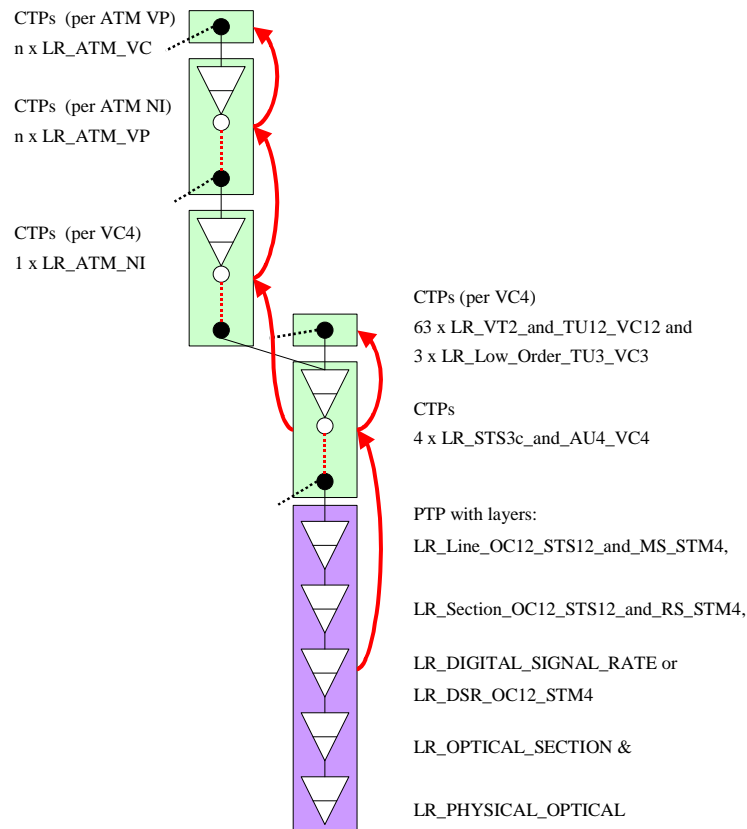 CTPs (per ATM VP)
n x LR_ATM_VC
CTPs (per ATM NI)
n x LR_ATM_VP
CTPs (per VC4)
1 x LR_ATM_NI
CTPs (per VC4)
63 x LR_VT2_and_TU12_VC12 and
3 x LR_Low_Order_TU3_VC3
CTPs
4 x LR_STS3c_and_AU4_VC4
PTP with layers:
LR_Line_OC12_STS12_and_MS_STM4,
LR_Section_OC12_STS12_and_RS_STM4,
LR_DIGITAL_SIGNAL_RATE or
LR_DSR_OC12_STM4
LR_OPTICAL_SECTION &
LR_PHYSICAL_OPTICAL